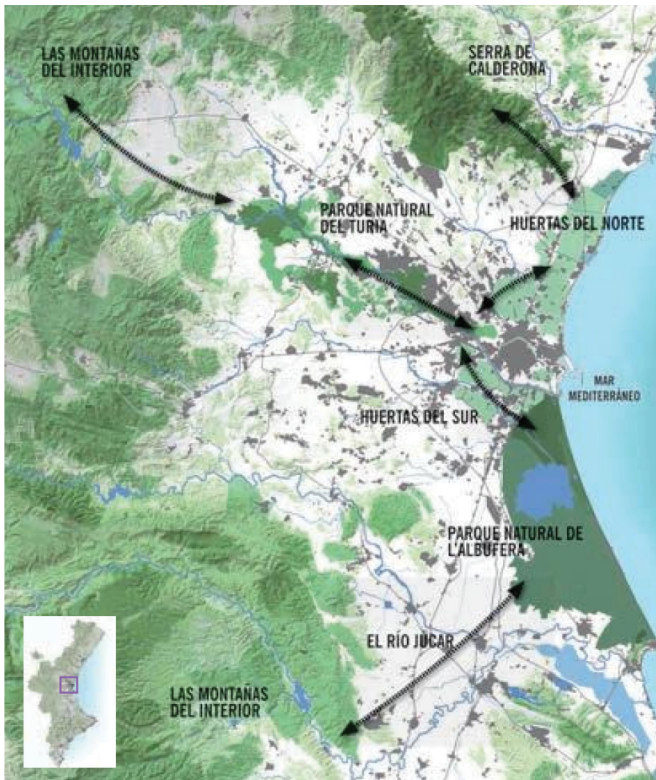 LAS MONTAÑAS
DEL INTERIOR
SERRA DE
CALDERONA
PARQUE NATURAL
DEL TURIA
HUERTAS DEL NORTE
MAR
MEDITERRÁNEO
HUERTAS DEL SUR
PARQUE NATURAL DE
L'ALBUFERA
EL RÍO JÚCAR
LAS MONTAÑAS
DEL INTERIOR